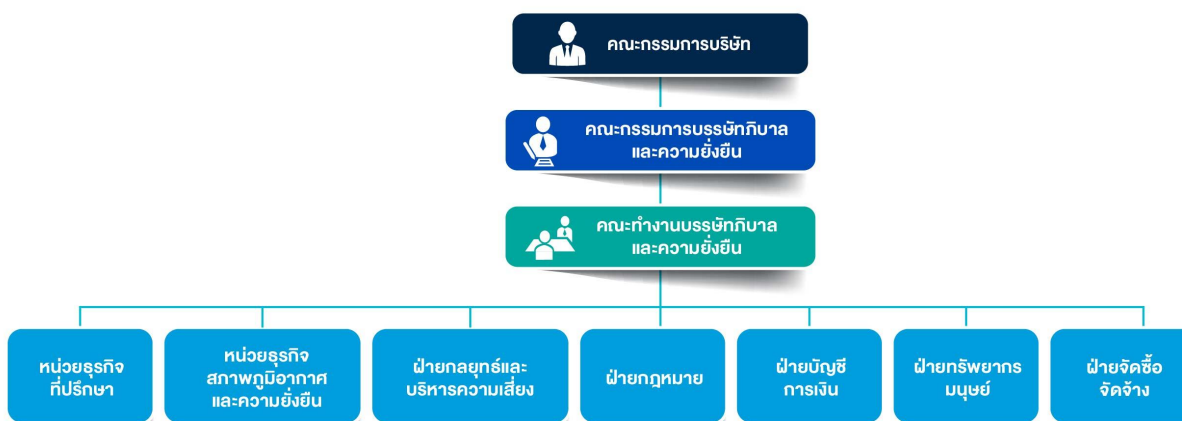 คณะกรรมการบริษัท
คณะกรรมการบรรษัทภิบาล
และความยั่งยืน
คณะทำงานบรรษัทภิบาล
และความยั่งยืน
หน่วยธุรกิจ
ที่ปรึกษา
หน่วยธุรกิจ
สภาพภูมิอากาศ
และความยั่งยืน
ฝ่ายกลยุทธ์และ
บริหารความเสี่ยง
ฝ่ายกฎหมาย
ฝ่ายบัญชี
การเงิน
ฝ่ายทรัพยากร
มนุษย์
ฝ่ายจัดซื้อ
จัดจ้าง